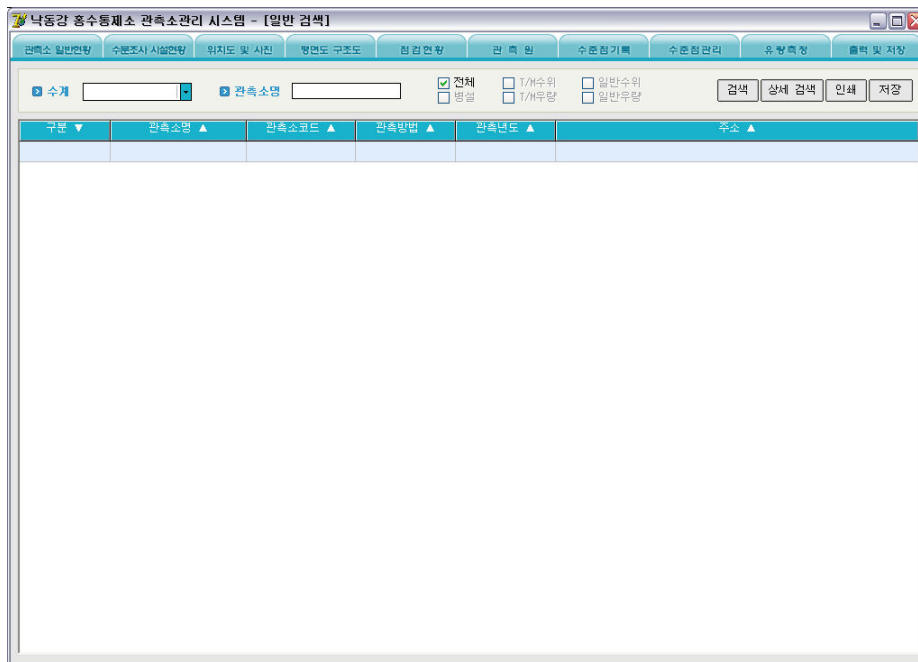 낙동강 홍수통제소 관측소관리 시스템 - [일반 검색]
관측소 일반현황 수문조사 시설현황 위치도 및 사진 평면도 구조도 점검현황 관 측 원 수준점기록 수준점관리 유량측정 출력 및 저장
수계 관측소명 전체 T/M수위 일반수위 검색 상세 검색 인쇄 저장
병설 T/M우량 일반우량
구분 ▼ 관측소명 ▲ 관측소코드 ▲ 관측방법 ▲ 관측년도 ▲ 주소 ▲